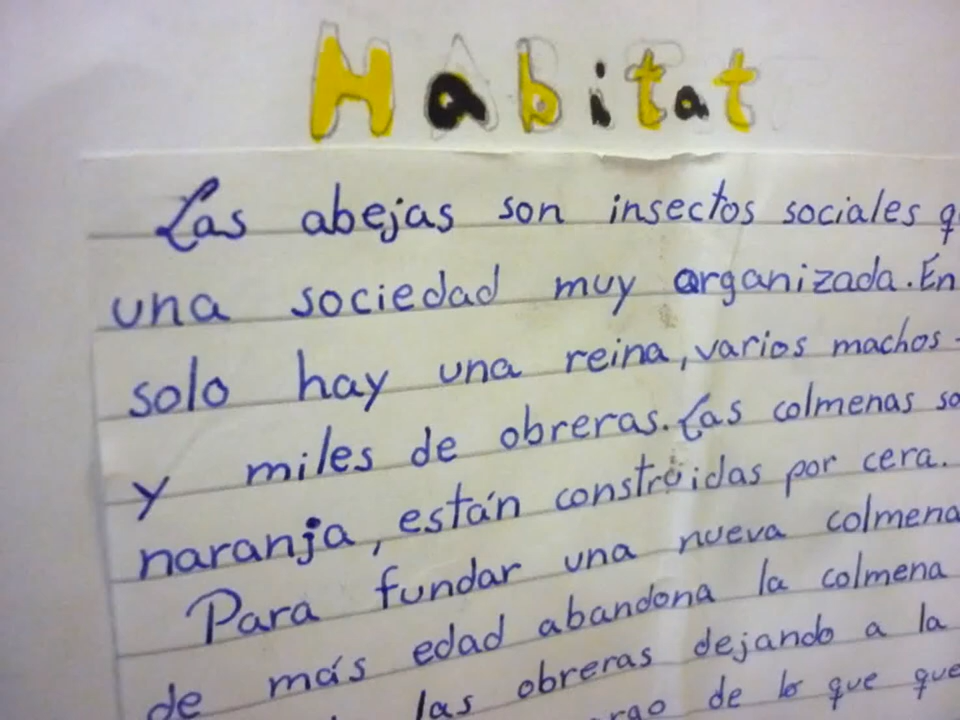 Habitat
Las abejas son insectos sociales q
una sociedad muy organizada. En
solo hay una reina, varios machos
y miles de obreras. Las colmenas so
naranja, están constrüidas por cera.
Para fundar una nueva colmena
de más edad abandona la colmena
las obreras dejando a la
rgo de lo que que